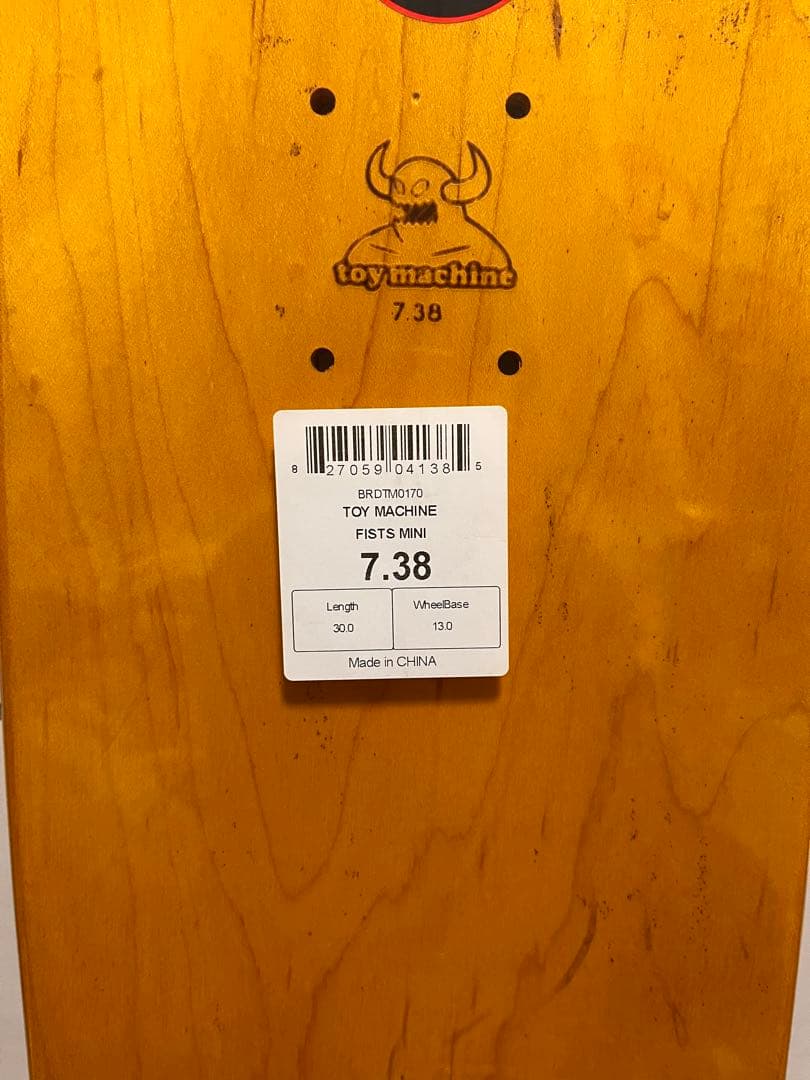 toy machine
7.38
8 27059 04138 5
BRDTM0170
TOY MACHINE
FISTS MINI
7.38
Length WheelBase
30.0 13.0
Made in CHINA